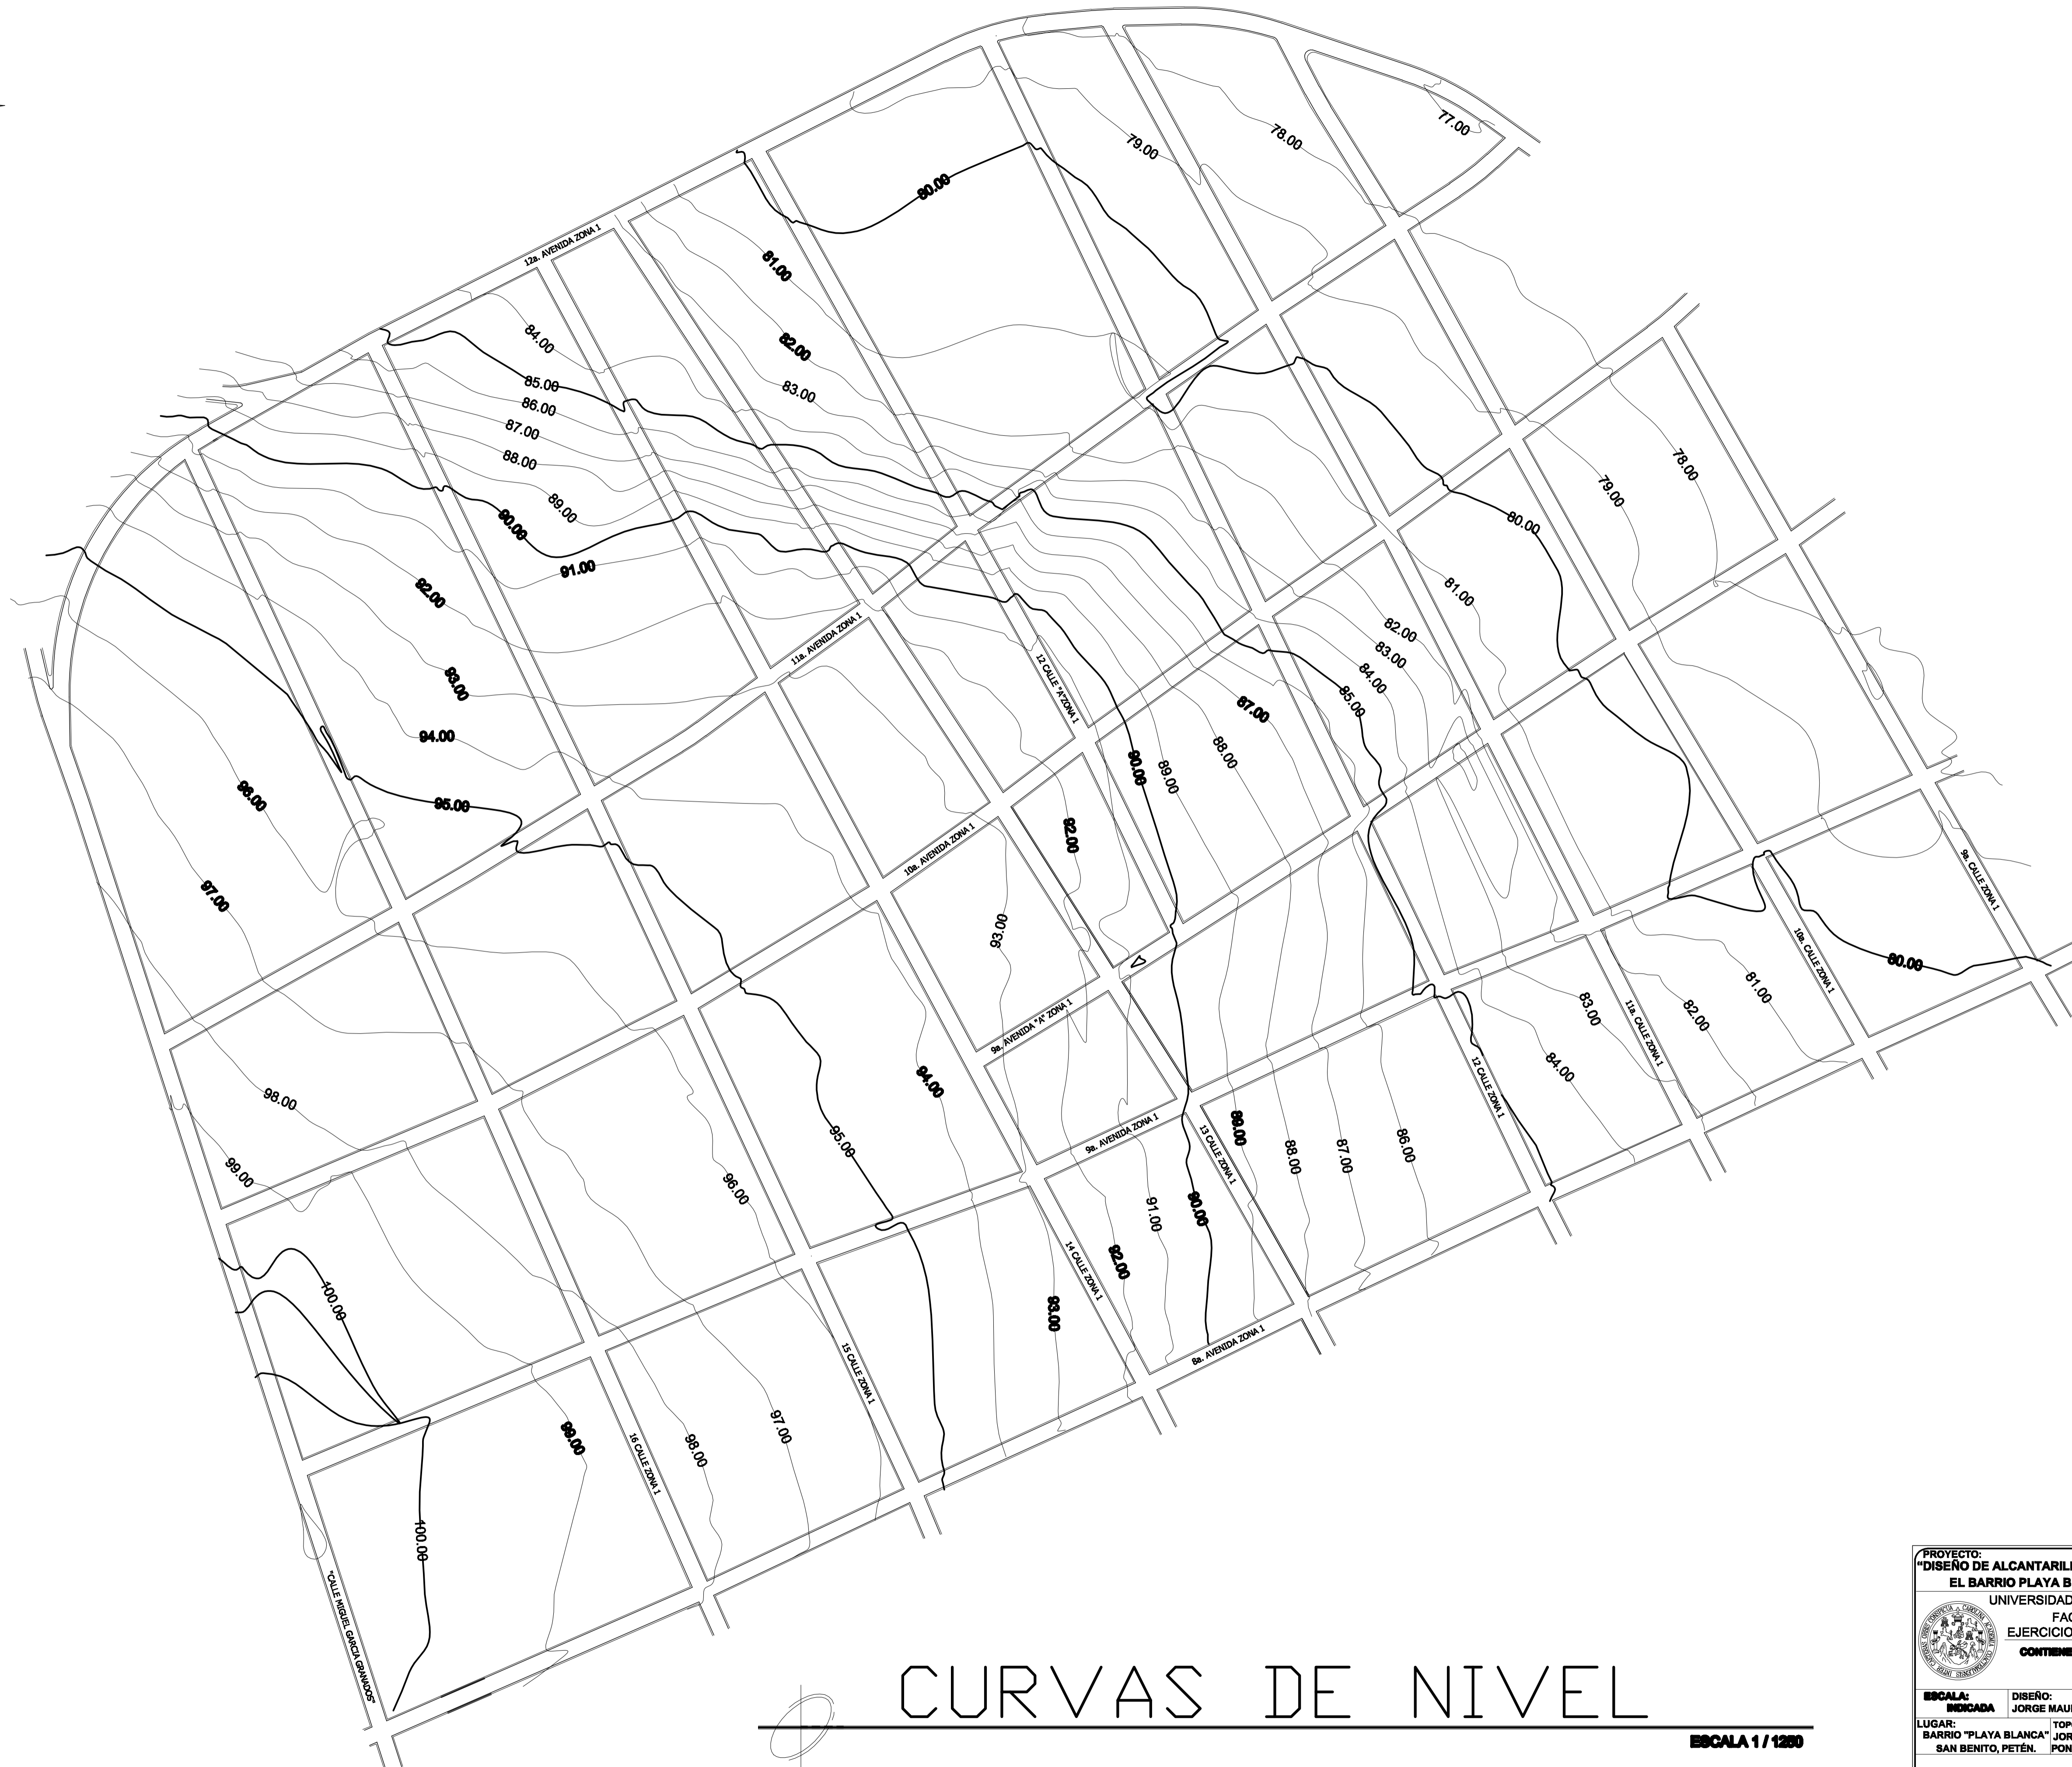 77.00
78.00
79.00
80.00
12a. AVENIDA ZONA 1
81.00
82.00
83.00
84.00
85.00
86.00
87.00
88.00
89.00
90.00
91.00
92.00
93.00
94.00
95.00
96.00
97.00
98.00
99.00
100.00
100.00
11a. AVENIDA ZONA 1
12 CALLE "A"ZONA 1
78.00
79.00
80.00
81.00
82.00
83.00
84.00
85.00
87.00
88.00
89.00
90.00
92.00
10a. AVENIDA ZONA 1
93.00
9a. AVENIDA "A" ZONA 1
94.00
95.00
96.00
9a. CALLE ZONA 1
10a. CALLE ZONA 1
80.00
81.00
82.00
11a. CALLE ZONA 1
83.00
84.00
12 CALLE ZONA 1
86.00
87.00
88.00
89.00
13 CALLE ZONA 1
9a. AVENIDA ZONA 1
90.00
91.00
92.00
14 CALLE ZONA 1
93.00
8a. AVENIDA ZONA 1
15 CALLE ZONA 1
97.00
98.00
16 CALLE ZONA 1
99.00
"CALLE MIGUEL GARCIA GRANADOS"
CURVAS DE NIVEL
ESCALA 1 / 1250
PROYECTO:
"DISEÑO DE
EL BARRIO PLAYA
EJERCICIO
ESCALA:
INDICADA
DISEÑO:
JORGE
LUGAR:
BARRIO "PLAYA BLANCA"
SAN BENITO, PETÉN.